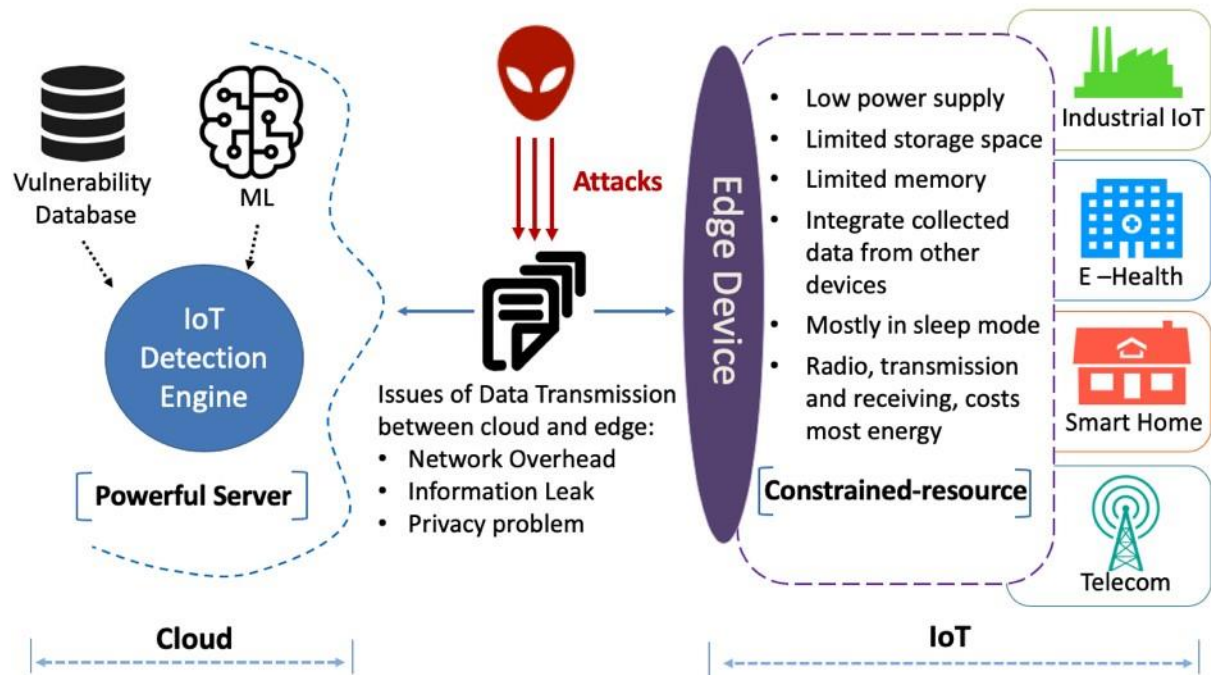 Vulnerability
Database
ML
IoT
Detection
Engine
Powerful Server
Cloud
Attacks
Issues of Data Transmission
between cloud and edge:
• Network Overhead
• Information Leak
• Privacy problem
Edge Device
• Low power supply
• Limited storage space
• Limited memory
• Integrate collected
data from other
devices
• Mostly in sleep mode
• Radio, transmission
and receiving, costs
most energy
Constrained-resource
Industrial IoT
E –Health
Smart Home
Telecom
IoT